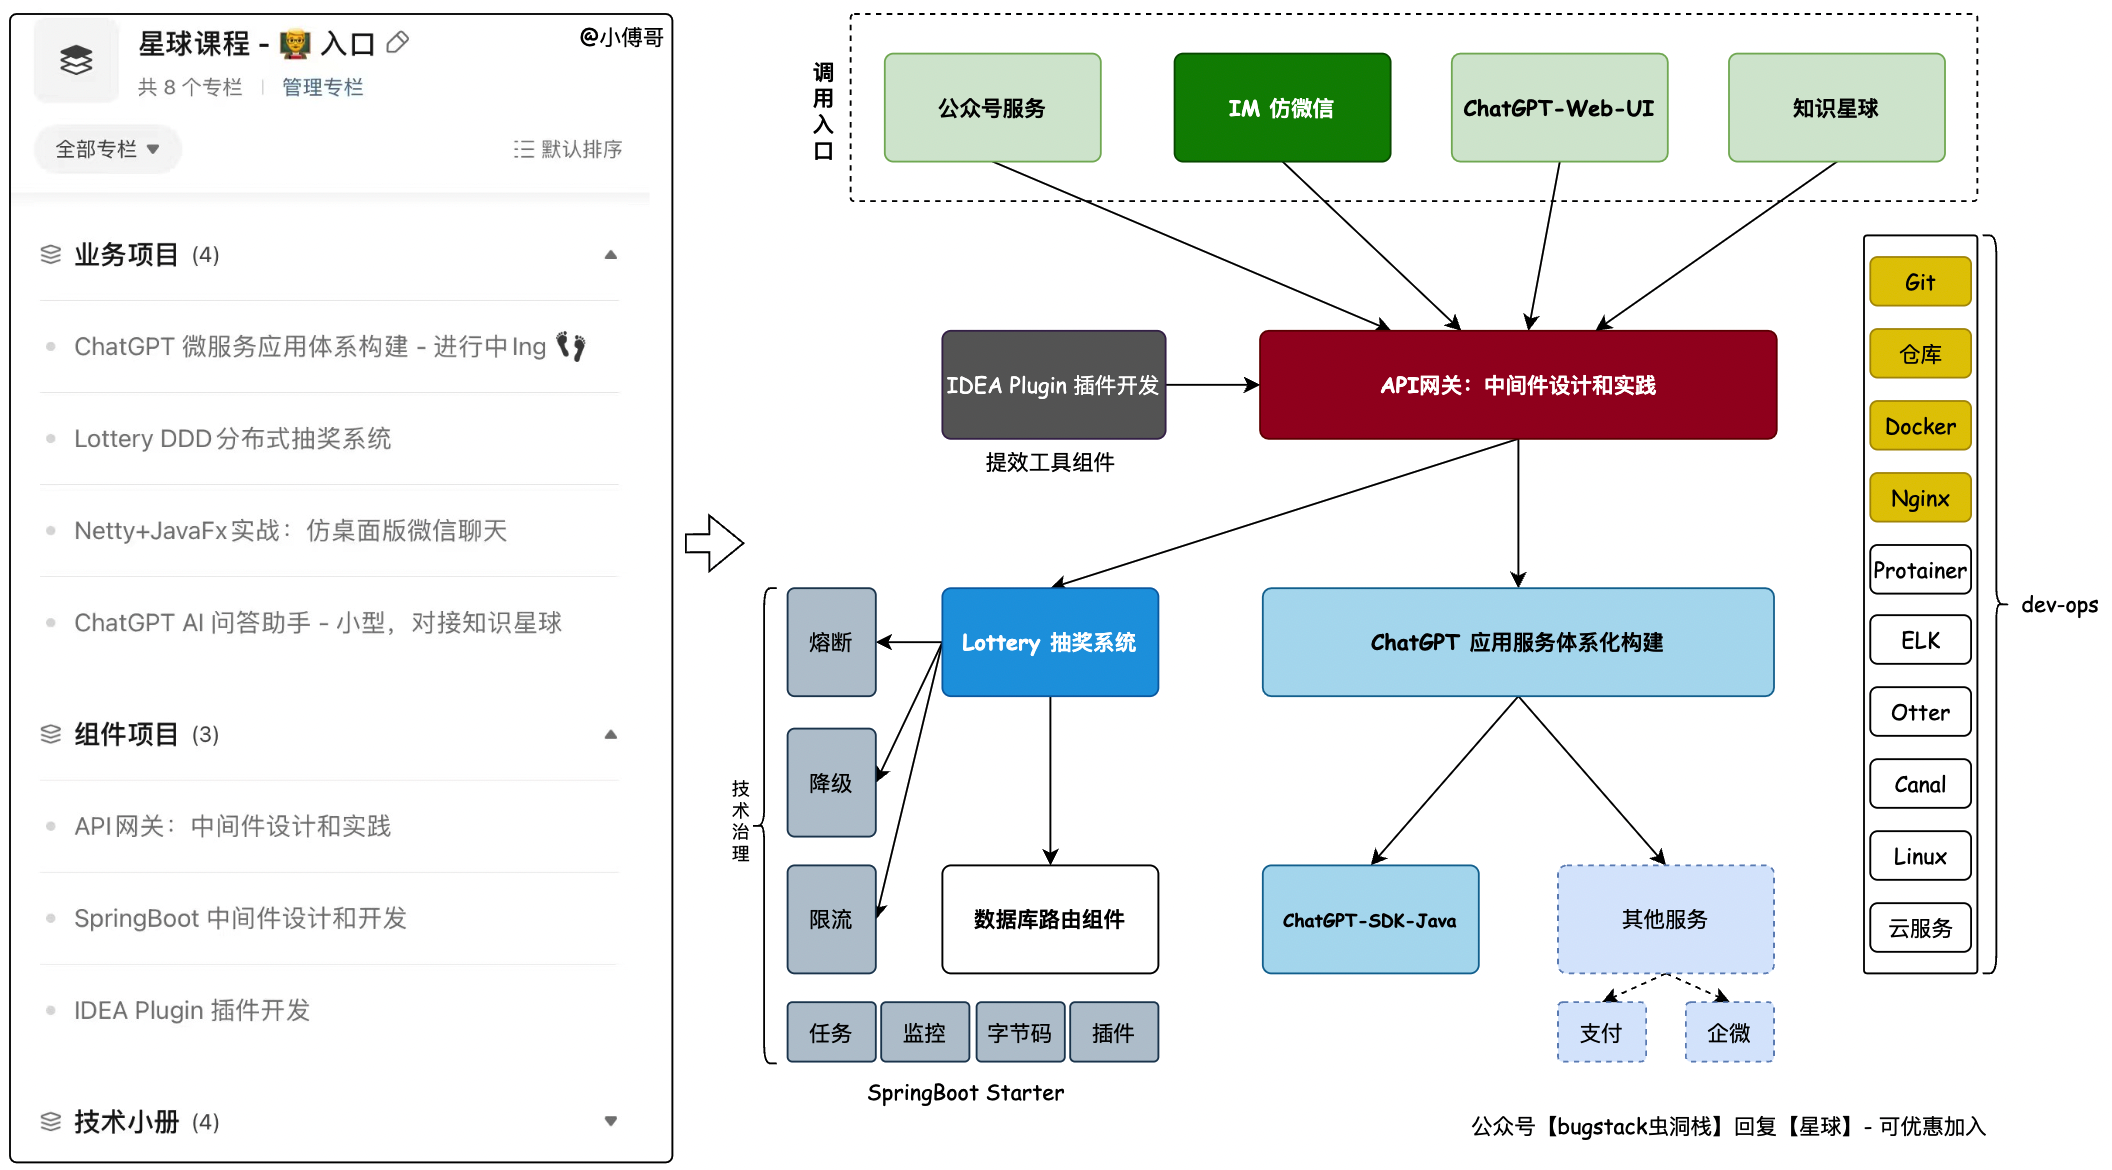 星球课程 - 👨‍🏫 入口
@小傅哥
共 8 个专栏
管理专栏
全部专栏
默认排序
业务项目 (4)
ChatGPT 微服务应用体系构建 - 进行中 Ing 👣
Lottery DDD 分布式抽奖系统
Netty+JavaFx 实战：仿桌面版微信聊天
ChatGPT AI 问答助手 - 小型，对接知识星球
组件项目 (3)
API 网关：中间件设计和实践
SpringBoot 中间件设计和开发
IDEA Plugin 插件开发
技术小册 (4)
调用入口
公众号服务
IM 仿微信
ChatGPT-Web-UI
知识星球
IDEA Plugin 插件开发
提效工具组件
API网关：中间件设计和实践
技术治理
熔断
降级
限流
Lottery 抽奖系统
ChatGPT 应用服务体系化构建
数据库路由组件
ChatGPT-SDK-Java
其他服务
任务
监控
字节码
插件
支付
企微
SpringBoot Starter
Git
仓库
Docker
Nginx
Protainer
ELK
Otter
Canal
Linux
云服务
dev-ops
公众号【bugstack虫洞栈】回复【星球】- 可优惠加入